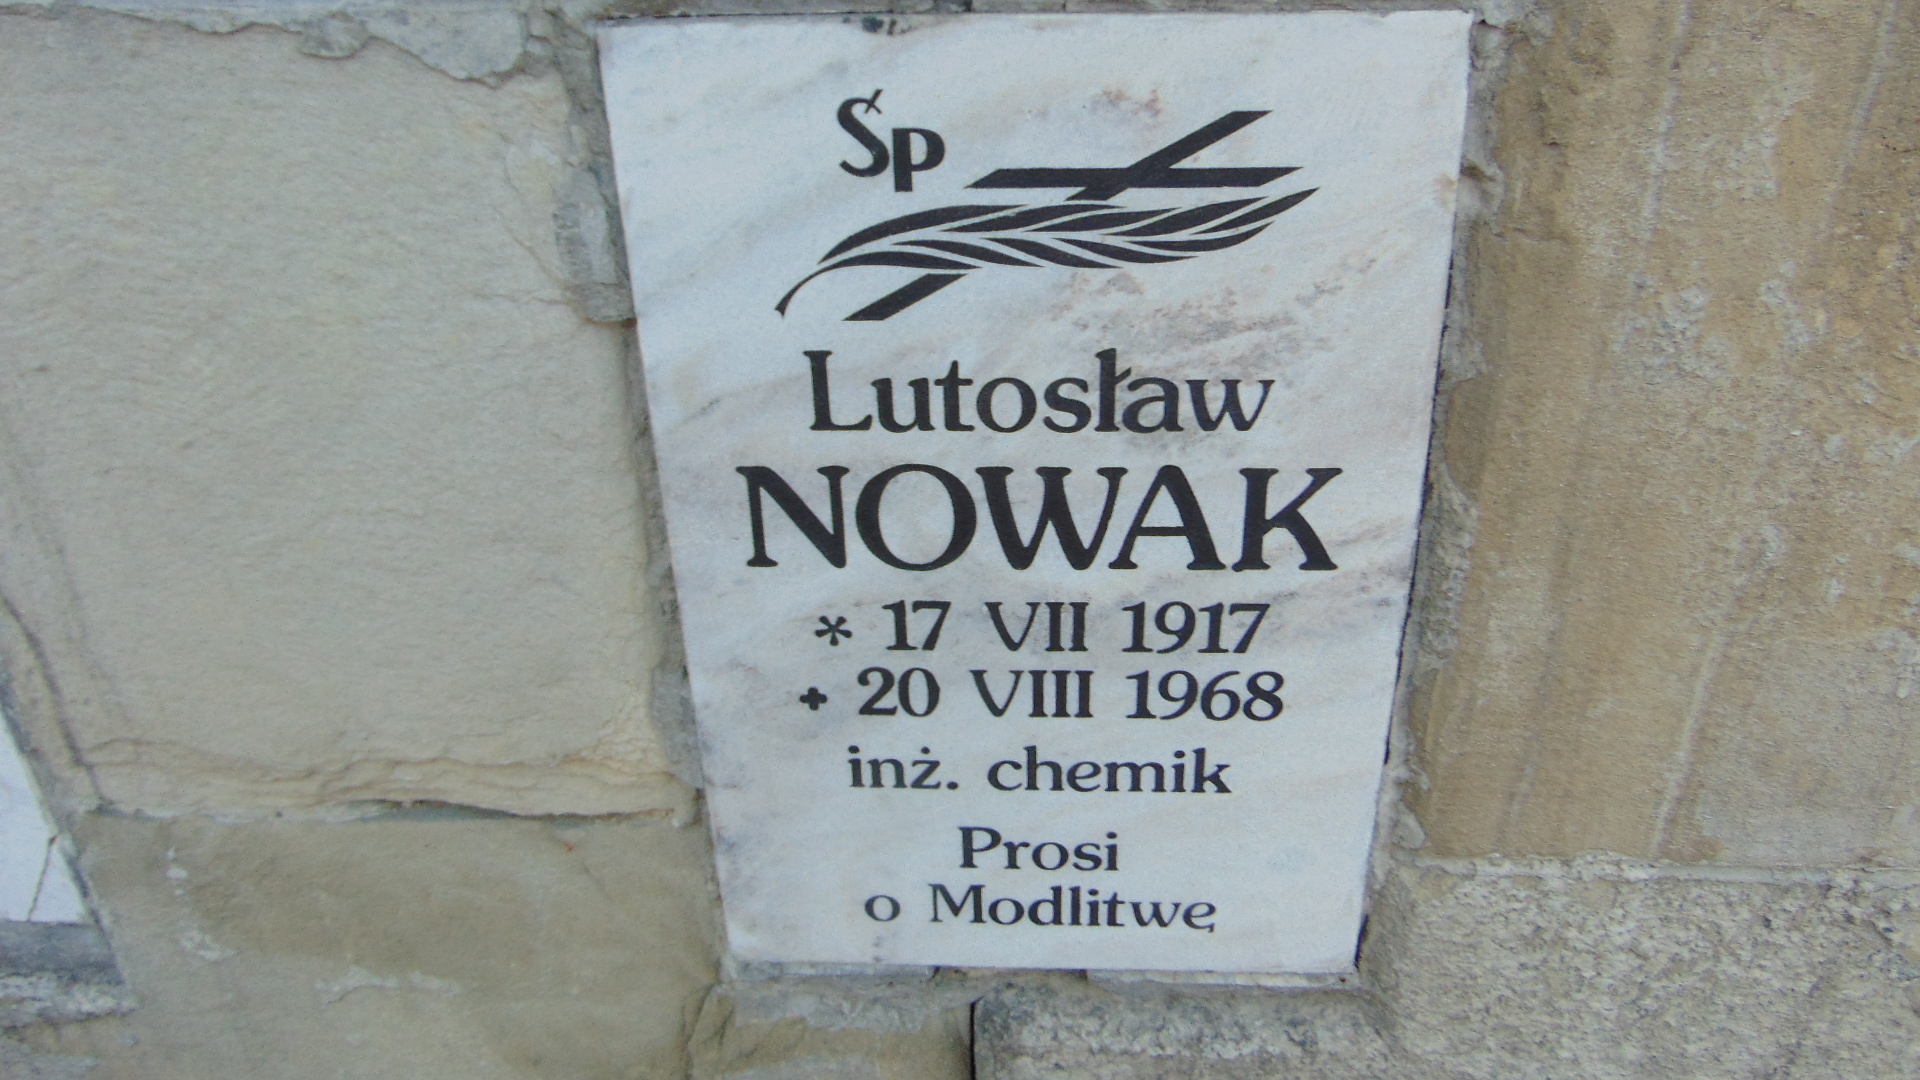 Śp
Lutosław
NOWAK
* 17 VII 1917
+ 20 VIII 1968
inż. chemik
Prosi
o Modlitwę